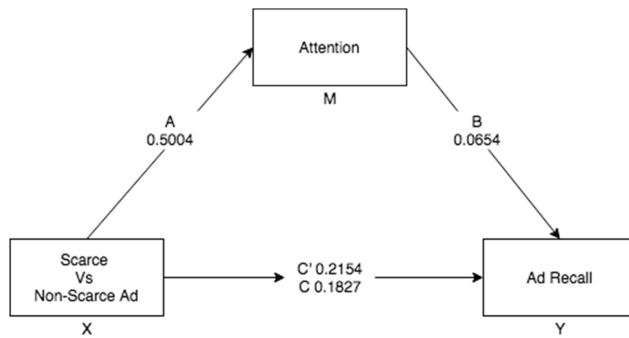 Attention
M
A
0.5004
B
0.0654
Scarce
Vs
Non-Scarce Ad
X
C' 0.2154
C 0.1827
Ad Recall
Y